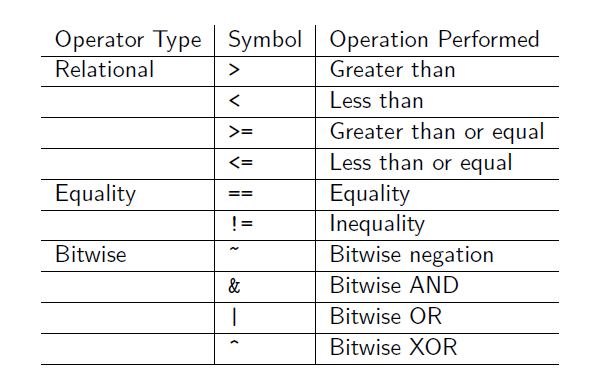 Operator Type Symbol Operation Performed
Relational > Greater than
< Less than
>= Greater than or equal
<= Less than or equal
Equality == Equality
!= Inequality
Bitwise ~ Bitwise negation
& Bitwise AND
| Bitwise OR
^ Bitwise XOR